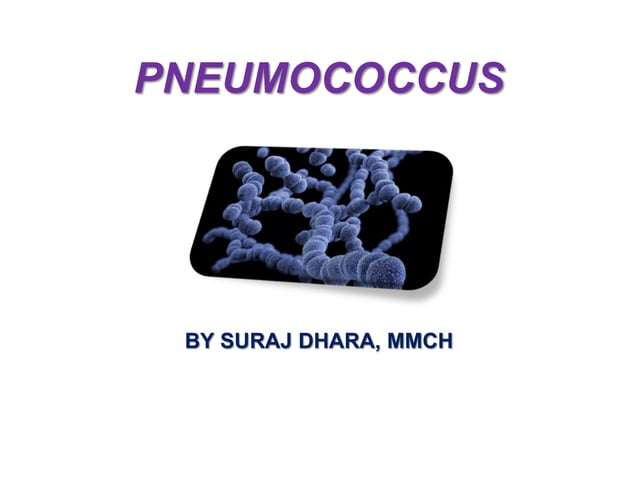 PNEUMOCOCCUS
BY SURAJ DHARA, MMCH